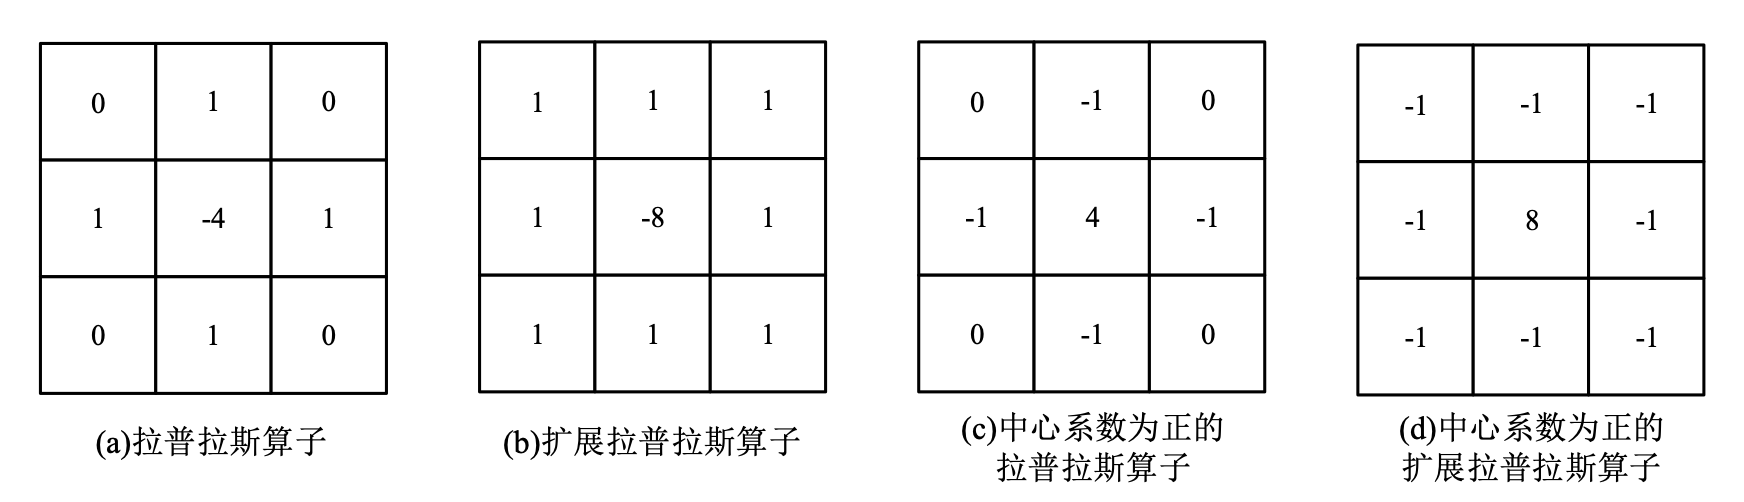 0 1 0 1 1 1 0 -1 0 -1 -1 -1
1 -4 1 1 -8 1 -1 4 -1 -1 8 -1
0 1 0 1 1 1 0 -1 0 -1 -1 -1
(a)拉普拉斯算子
(b)扩展拉普拉斯算子
(c)中心系数为正的
拉普拉斯算子
(d)中心系数为正的
扩展拉普拉斯算子